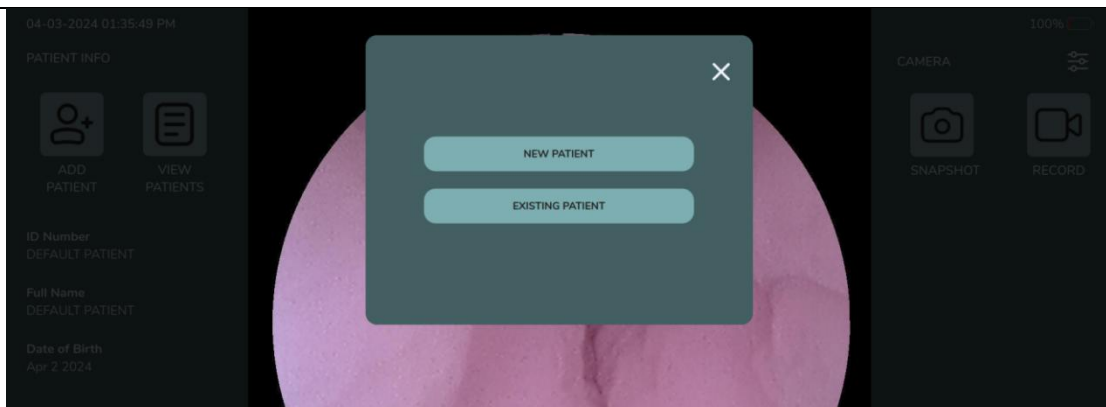 04-03-2024 01:35:49 PM
100%
PATIENT INFO
CAMERA
ADD
PATIENT
VIEW
PATIENTS
SNAPSHOT
RECORD
NEW PATIENT
EXISTING PATIENT
ID Number
DEFAULT PATIENT
Full Name
DEFAULT PATIENT
Date of Birth
Apr 2 2024